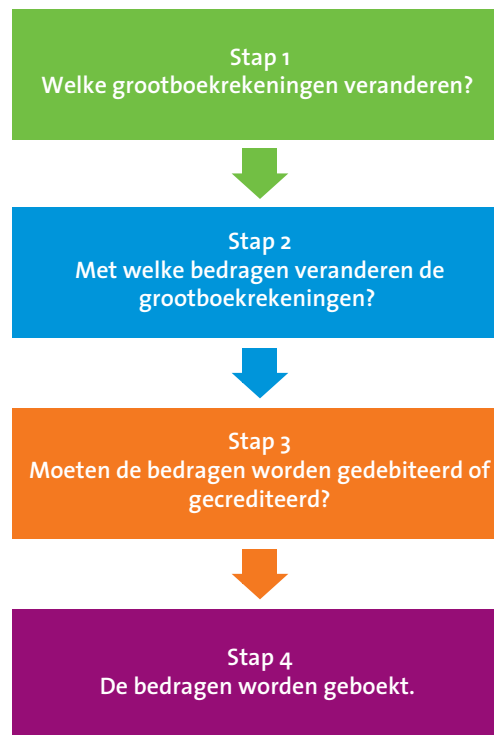 Stap 1
Welke grootboekrekeningen veranderen?
Stap 2
Met welke bedragen veranderen de
grootboekrekeningen?
Stap 3
Moeten de bedragen worden gedebiteerd of
gecrediteerd?
Stap 4
De bedragen worden geboekt.